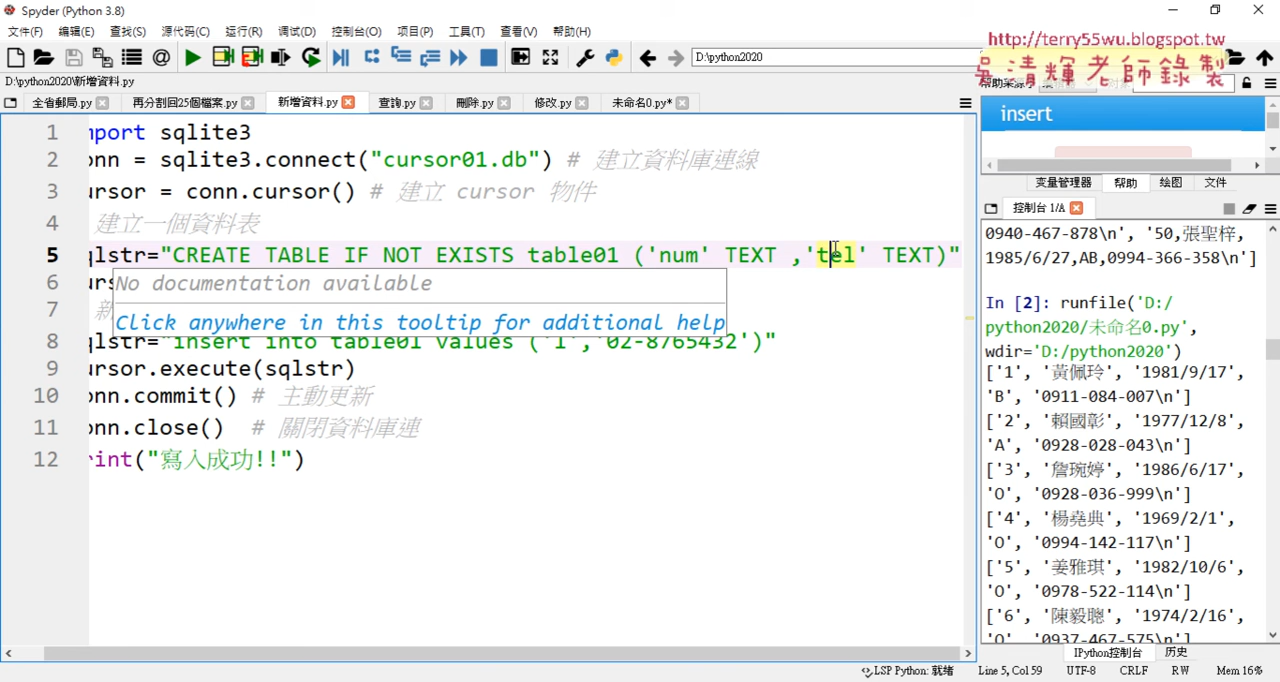 Spyder (Python 3.8)
文件(F) 编辑(E) 查找(S) 源代码(C) 运行(R) 调试(D) 控制台(O) 项目(P) 工具(T) 查看(V) 帮助(H)
http://terry55wu.blogspot.tw
D:\python2020
吳清輝老師錄製
D:\python2020\新增資料.py
全省郵局.py 再分割回25個檔案.py 新增資料.py 查詢.py 刪除.py 修改.py 未命名0.py*
insert
1 mport sqlite3
2 onn = sqlite3.connect("cursor01.db") # 建立資料庫連線
3 ursor = conn.cursor() # 建立 cursor 物件
4 建立一個資料表
5 qlstr="CREATE TABLE IF NOT EXISTS table01 ('num' TEXT ,'tel' TEXT)"
6 urs
No documentation available
7 新
Click anywhere in this tooltip for additional help
8 qlstr="insert into table01 values ('1','02-8765432')"
9 ursor.execute(sqlstr)
10 onn.commit() # 主動更新
11 onn.close() # 關閉資料庫連
12 rint("寫入成功!!")
变量管理器 帮助 绘图 文件
控制台 1/A
0940-467-878\n', '50,張聖梓,
1985/6/27,AB,0994-366-358\n']
In [2]: runfile('D:/
python2020/未命名0.py',
wdir='D:/python2020')
['1', '黃佩玲', '1981/9/17',
'B', '0911-084-007\n']
['2', '賴國彰', '1977/12/8',
'A', '0928-028-043\n']
['3', '詹琬婷', '1986/6/17',
'O', '0928-036-999\n']
['4', '楊堯典', '1969/2/1',
'O', '0994-142-117\n']
['5', '姜雅琪', '1982/10/6',
'O', '0978-522-114\n']
['6', '陳毅聰', '1974/2/16',
'O', '0937-467-575\n']
IPython控制台 历史
LSP Python: 就绪 Line 5, Col 59 UTF-8 CRLF RW Mem 16%